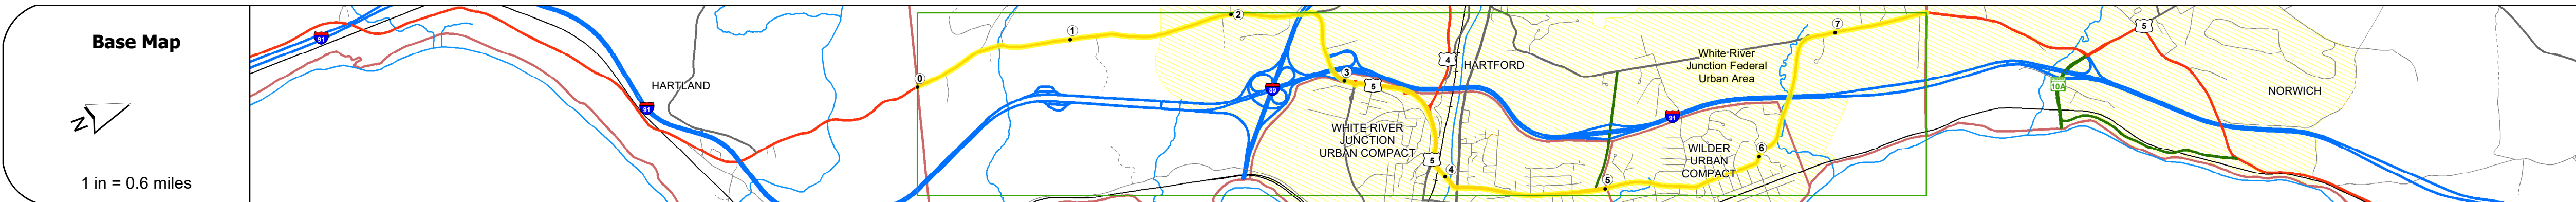 Base Map
N
1 in = 0.6 miles
91
HARTLAND
91
0
1
2
89
3
5
4
HARTFORD
WHITE RIVER
JUNCTION
URBAN COMPACT
5
4
5
91
White River
Junction Federal
Urban Area
WILDER
URBAN
COMPACT
6
7
10A
5
NORWICH